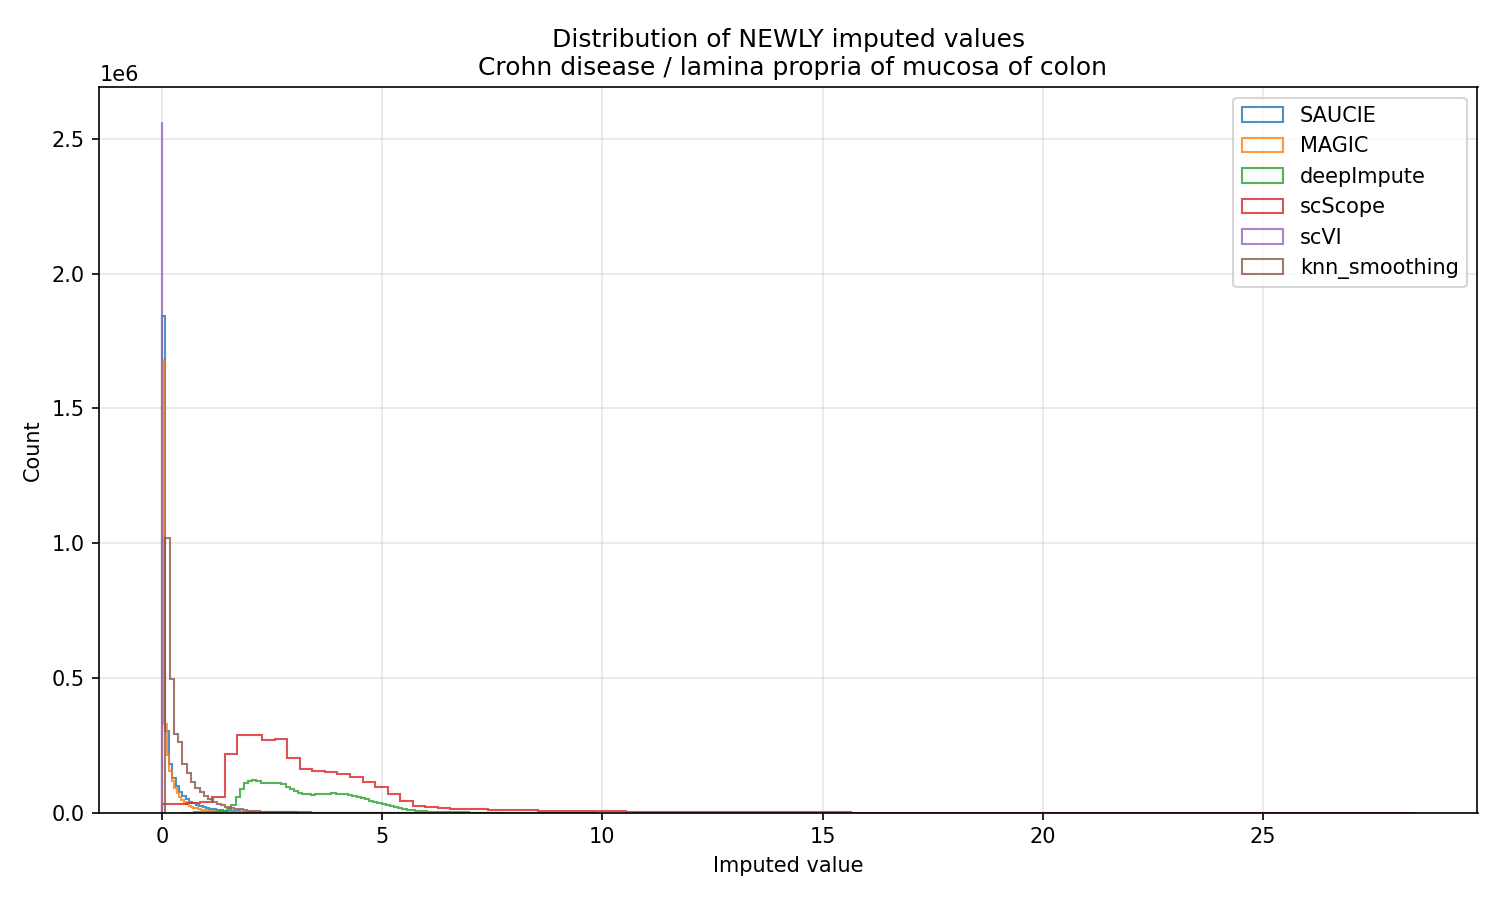 Distribution of NEWLY imputed values
Crohn disease / lamina propria of mucosa of colon
1e6
2.5
2.0
1.5
1.0
0.5
0.0
Count
0
5
10
15
20
25
Imputed value
SAUCIE
MAGIC
deepImpute
scScope
scVI
knn_smoothing